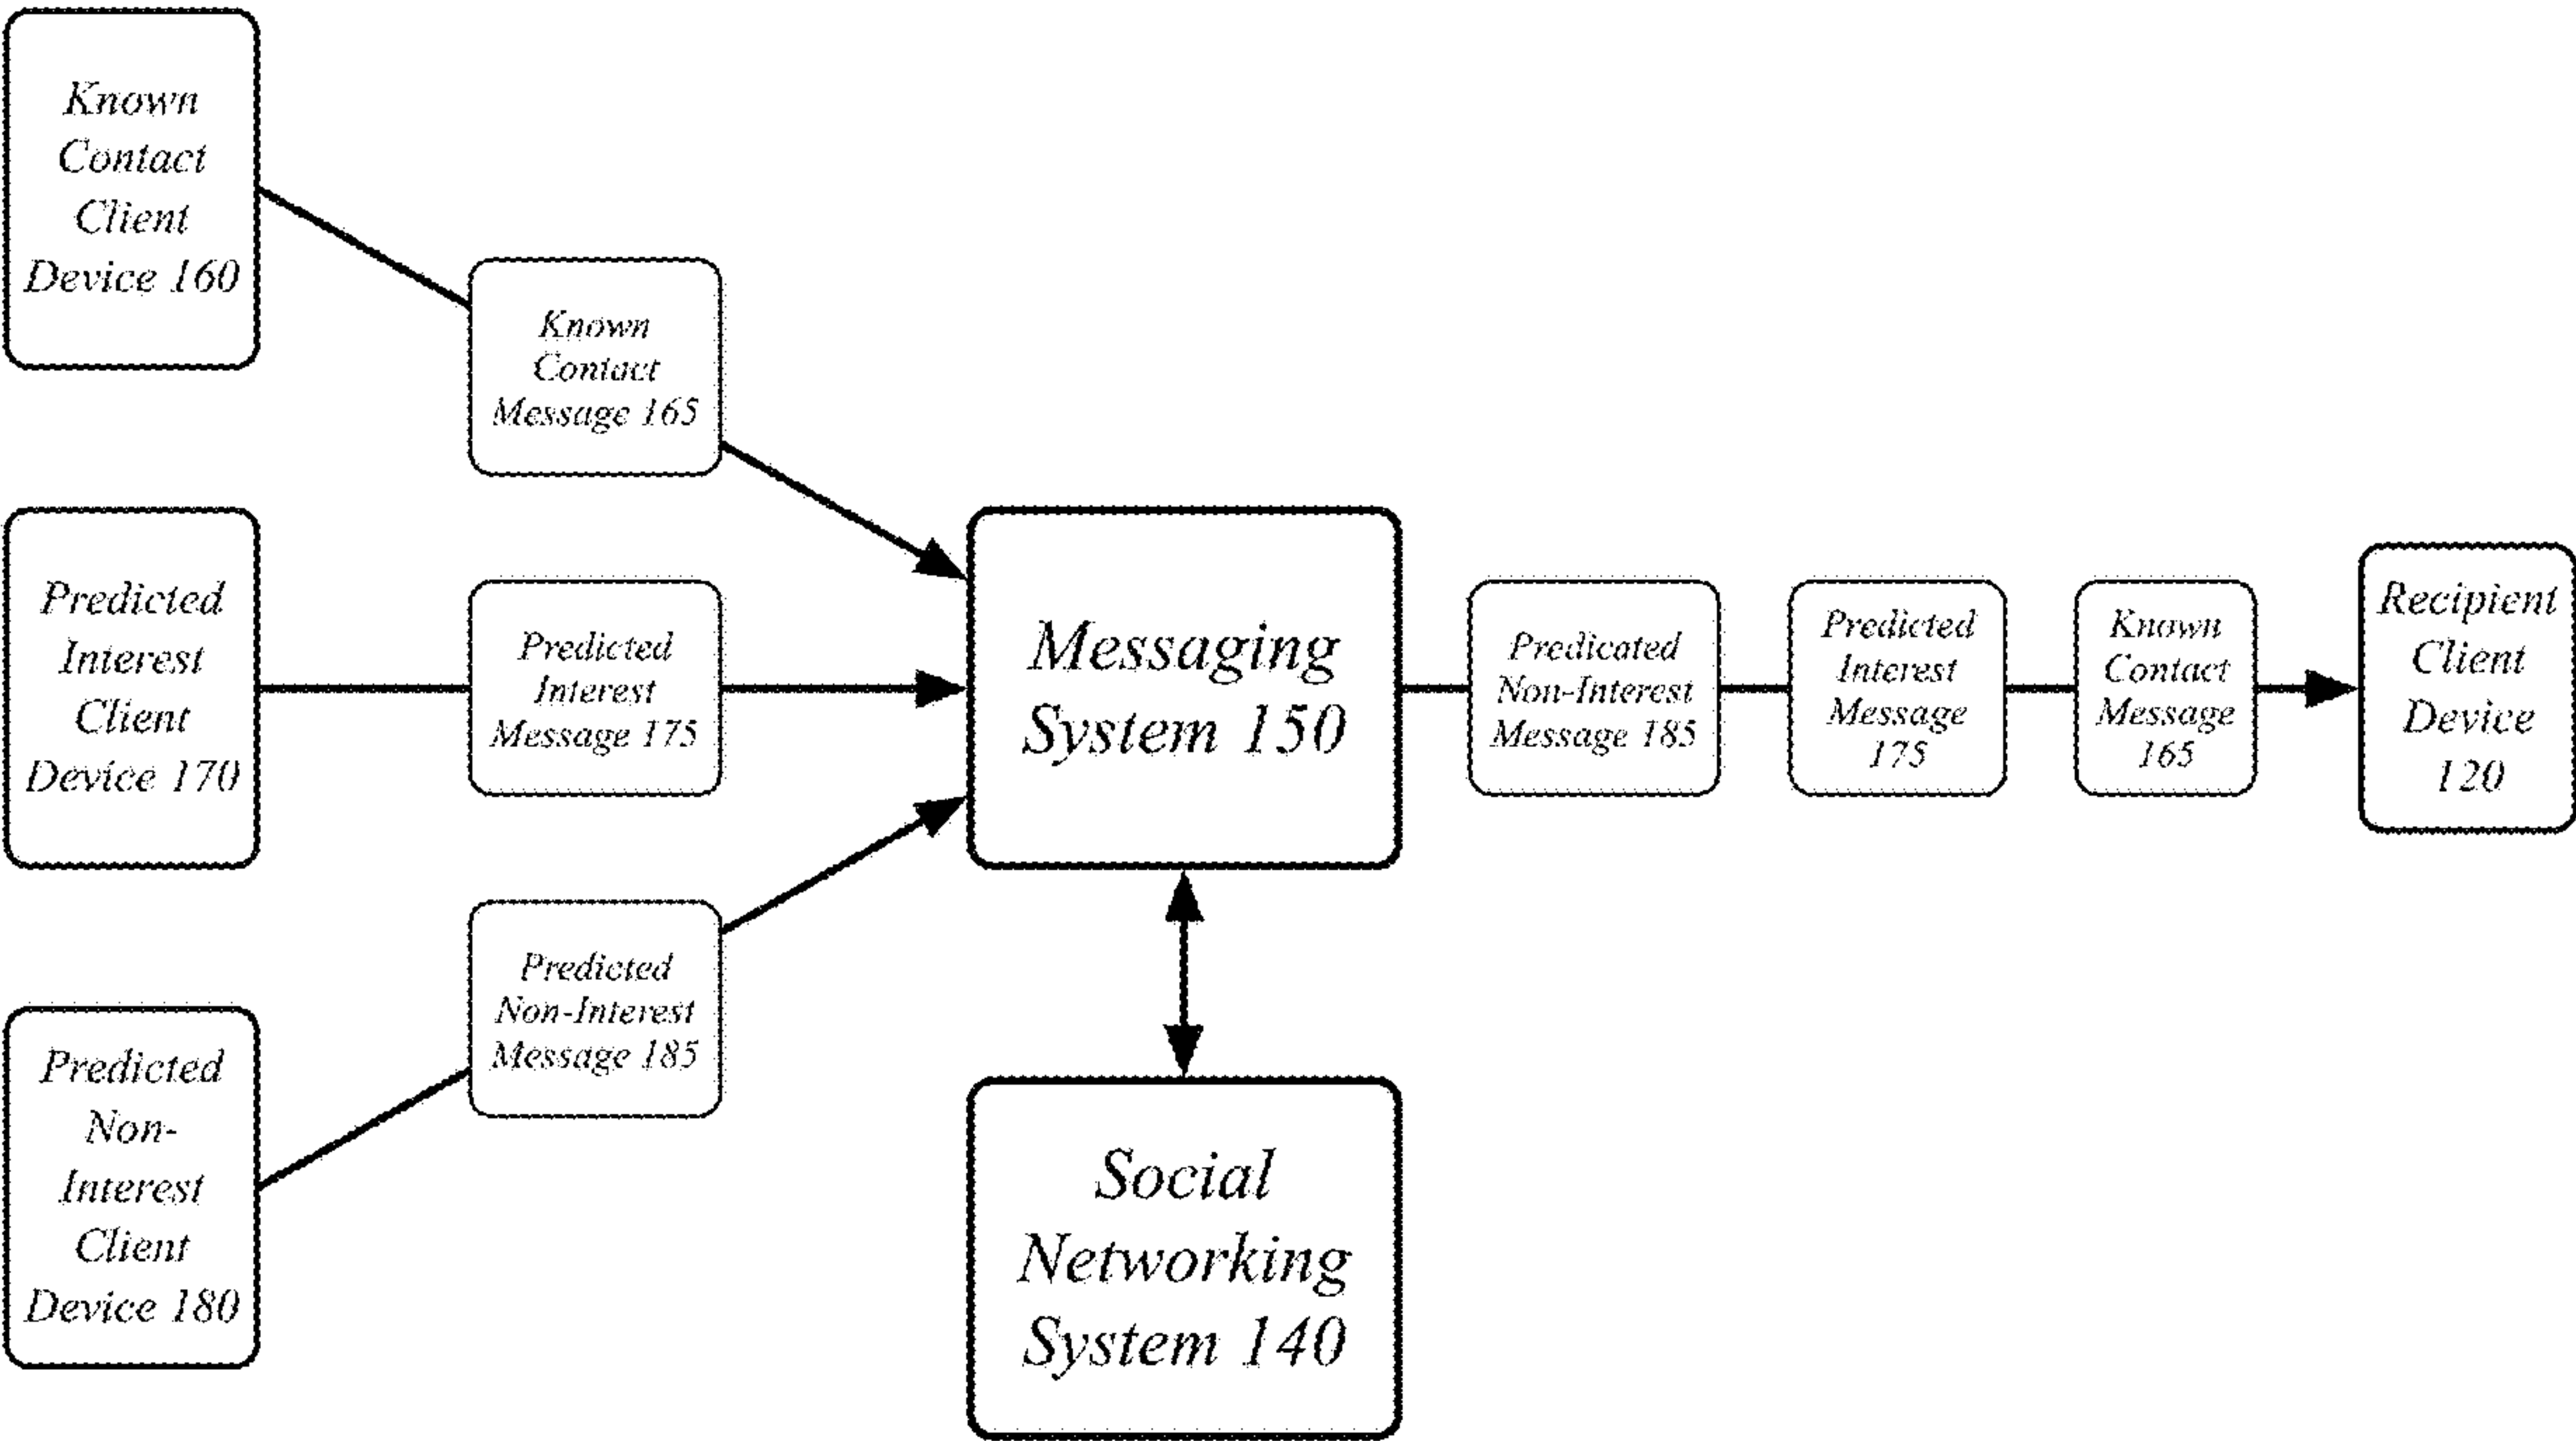 Known
Contact
Client
Device 160
Known
Contact
Message 165
Predicted
Interest
Client
Device 170
Predicted
Interest
Message 175
Predicted
Non-
Interest
Client
Device 180
Predicted
Non-Interest
Message 185
Messaging
System 150
Social
Networking
System 140
Predicated
Non-Interest
Message 185
Predicted
Interest
Message
175
Known
Contact
Message
165
Recipient
Client
Device
120